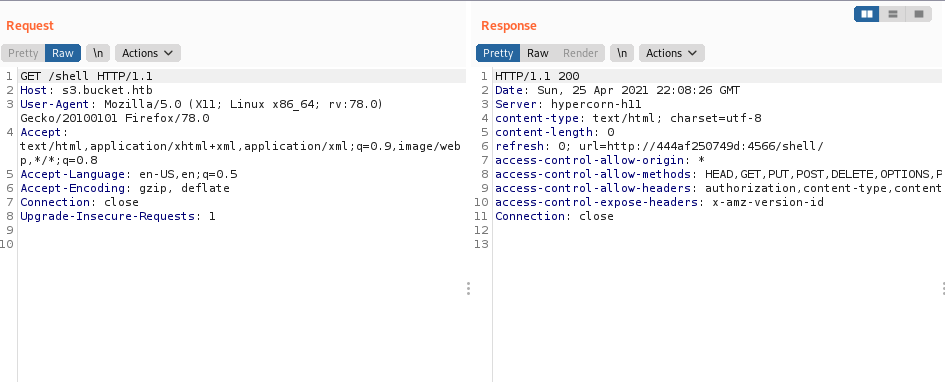 Request
Pretty Raw \n Actions
1 GET /shell HTTP/1.1
2 Host: s3.bucket.htb
3 User-Agent: Mozilla/5.0 (X11; Linux x86_64; rv:78.0)
Gecko/20100101 Firefox/78.0
4 Accept:
text/html,application/xhtml+xml,application/xml;q=0.9,image/web
p,*/*;q=0.8
5 Accept-Language: en-US,en;q=0.5
6 Accept-Encoding: gzip, deflate
7 Connection: close
8 Upgrade-Insecure-Requests: 1
9
10
Response
Pretty Raw Render \n Actions
1 HTTP/1.1 200
2 Date: Sun, 25 Apr 2021 22:08:26 GMT
3 Server: hypercorn-h11
4 content-type: text/html; charset=utf-8
5 content-length: 0
6 refresh: 0; url=http://444af250749d:4566/shell/
7 access-control-allow-origin: *
8 access-control-allow-methods: HEAD,GET,PUT,POST,DELETE,OPTIONS,P
9 access-control-allow-headers: authorization,content-type,content
10 access-control-expose-headers: x-amz-version-id
11 Connection: close
12
13